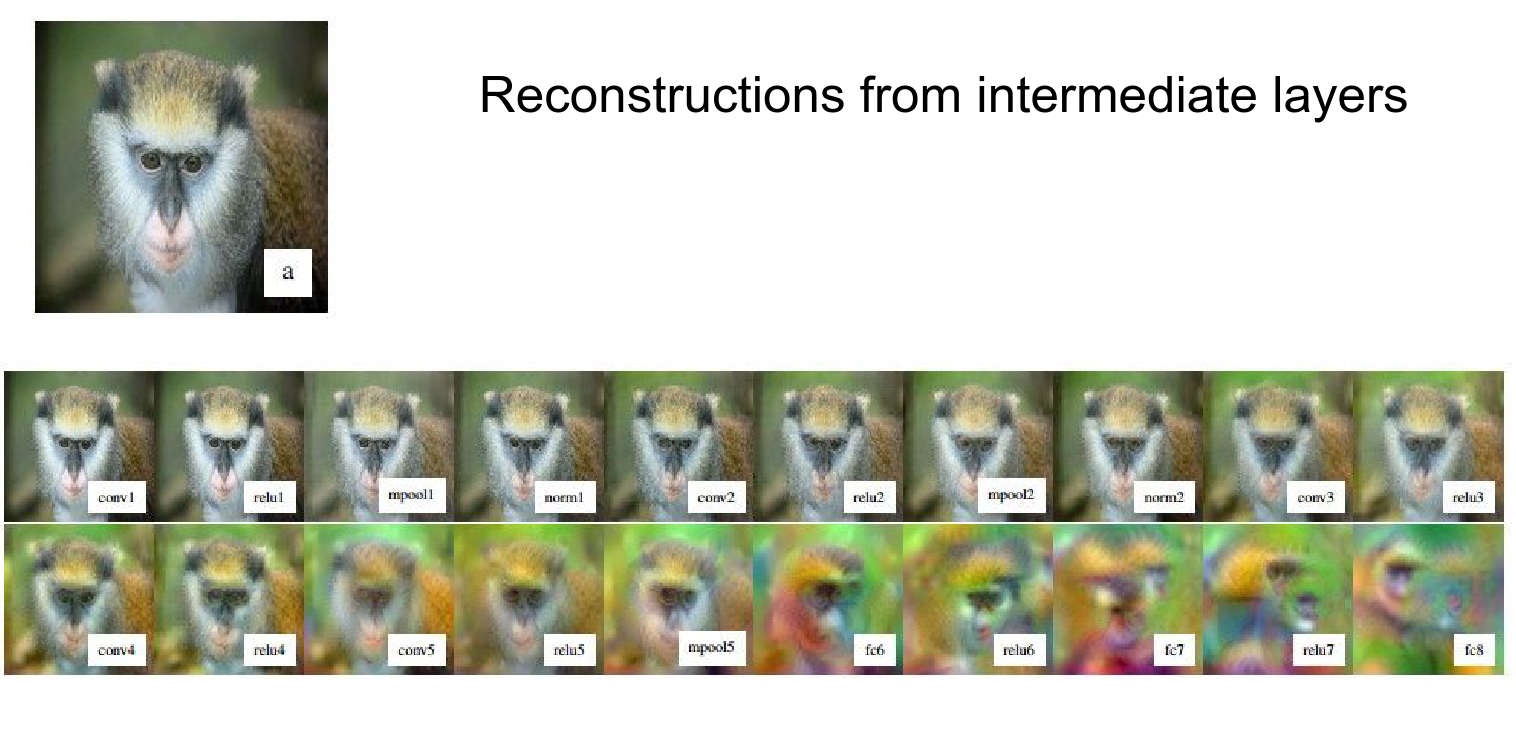 Reconstructions from intermediate layers
a
conv1 relu1 mpool1 norm1 conv2 relu2 mpool2 norm2 conv3 relu3
conv4 relu4 conv5 relu5 mpool5 fc6 relu6 fc7 relu7 fc8